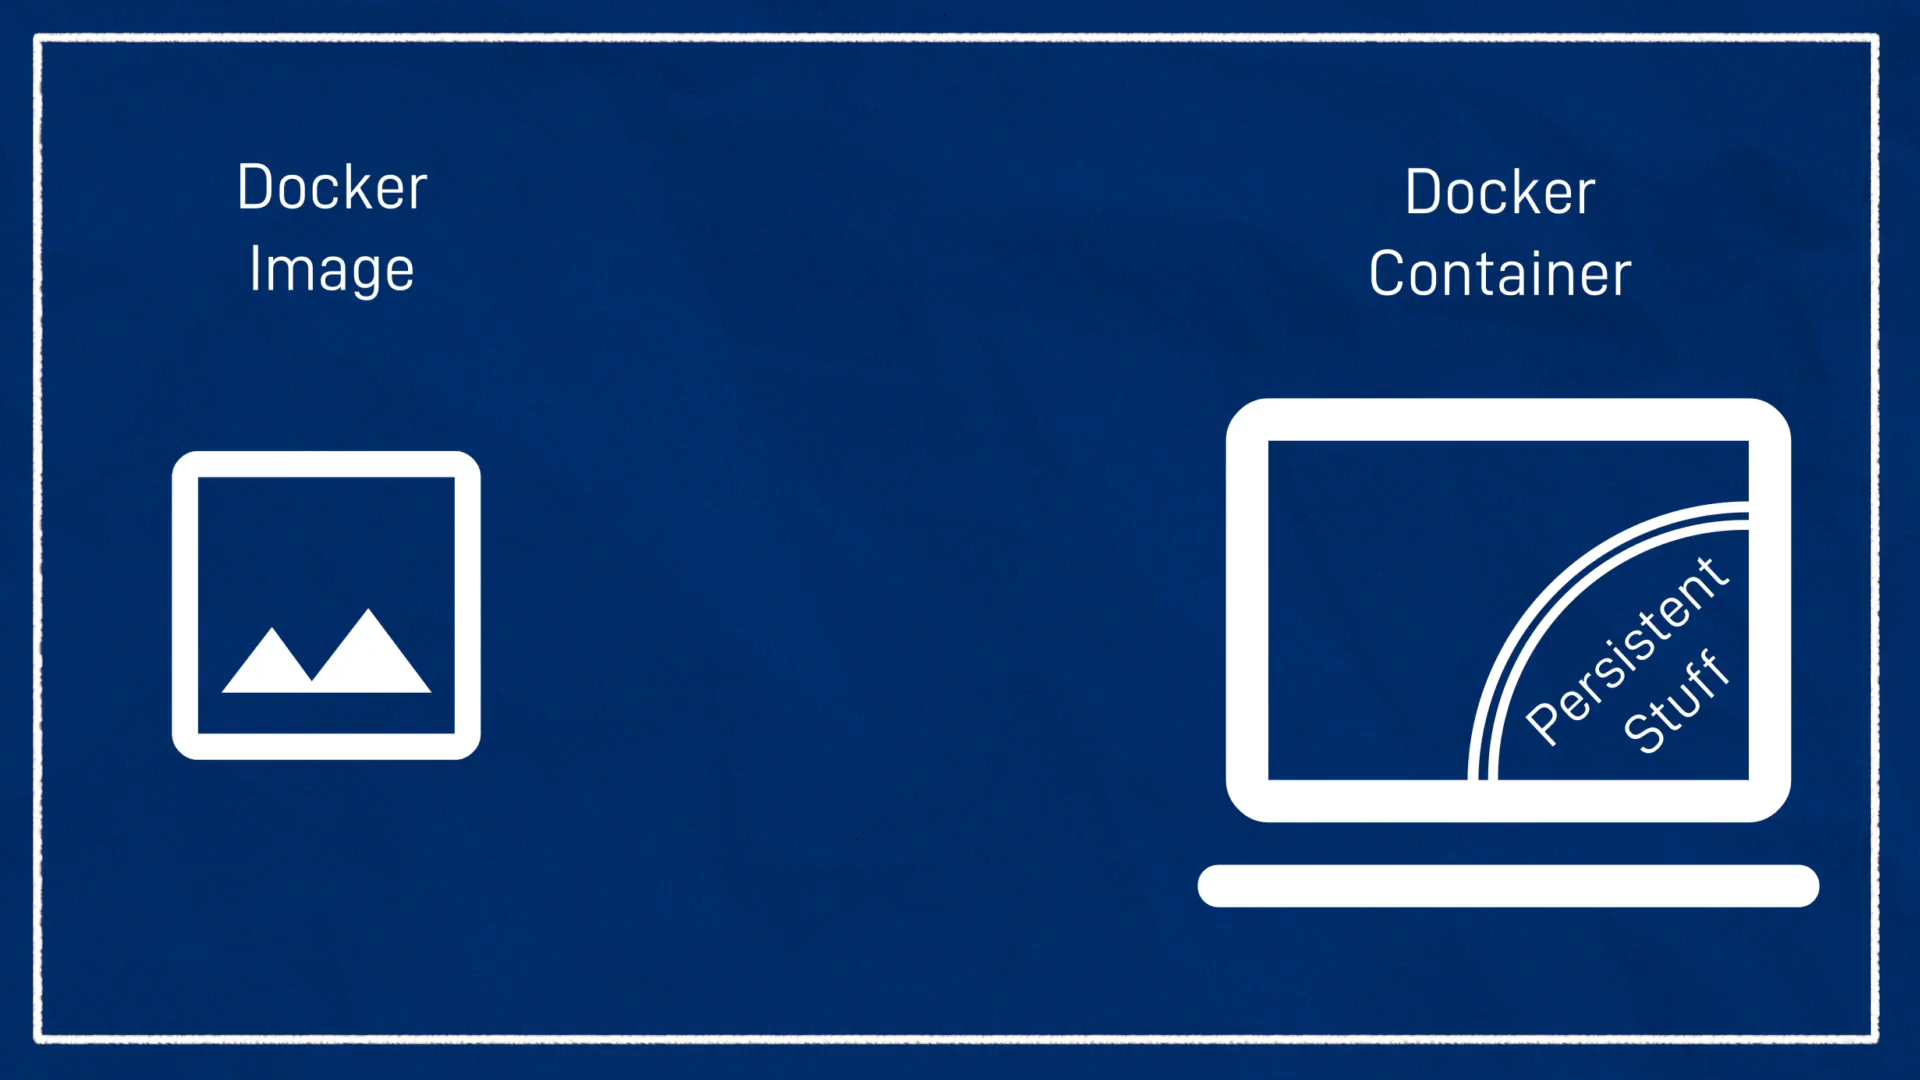 Docker
Image
Docker
Container
Persistent
Stuff